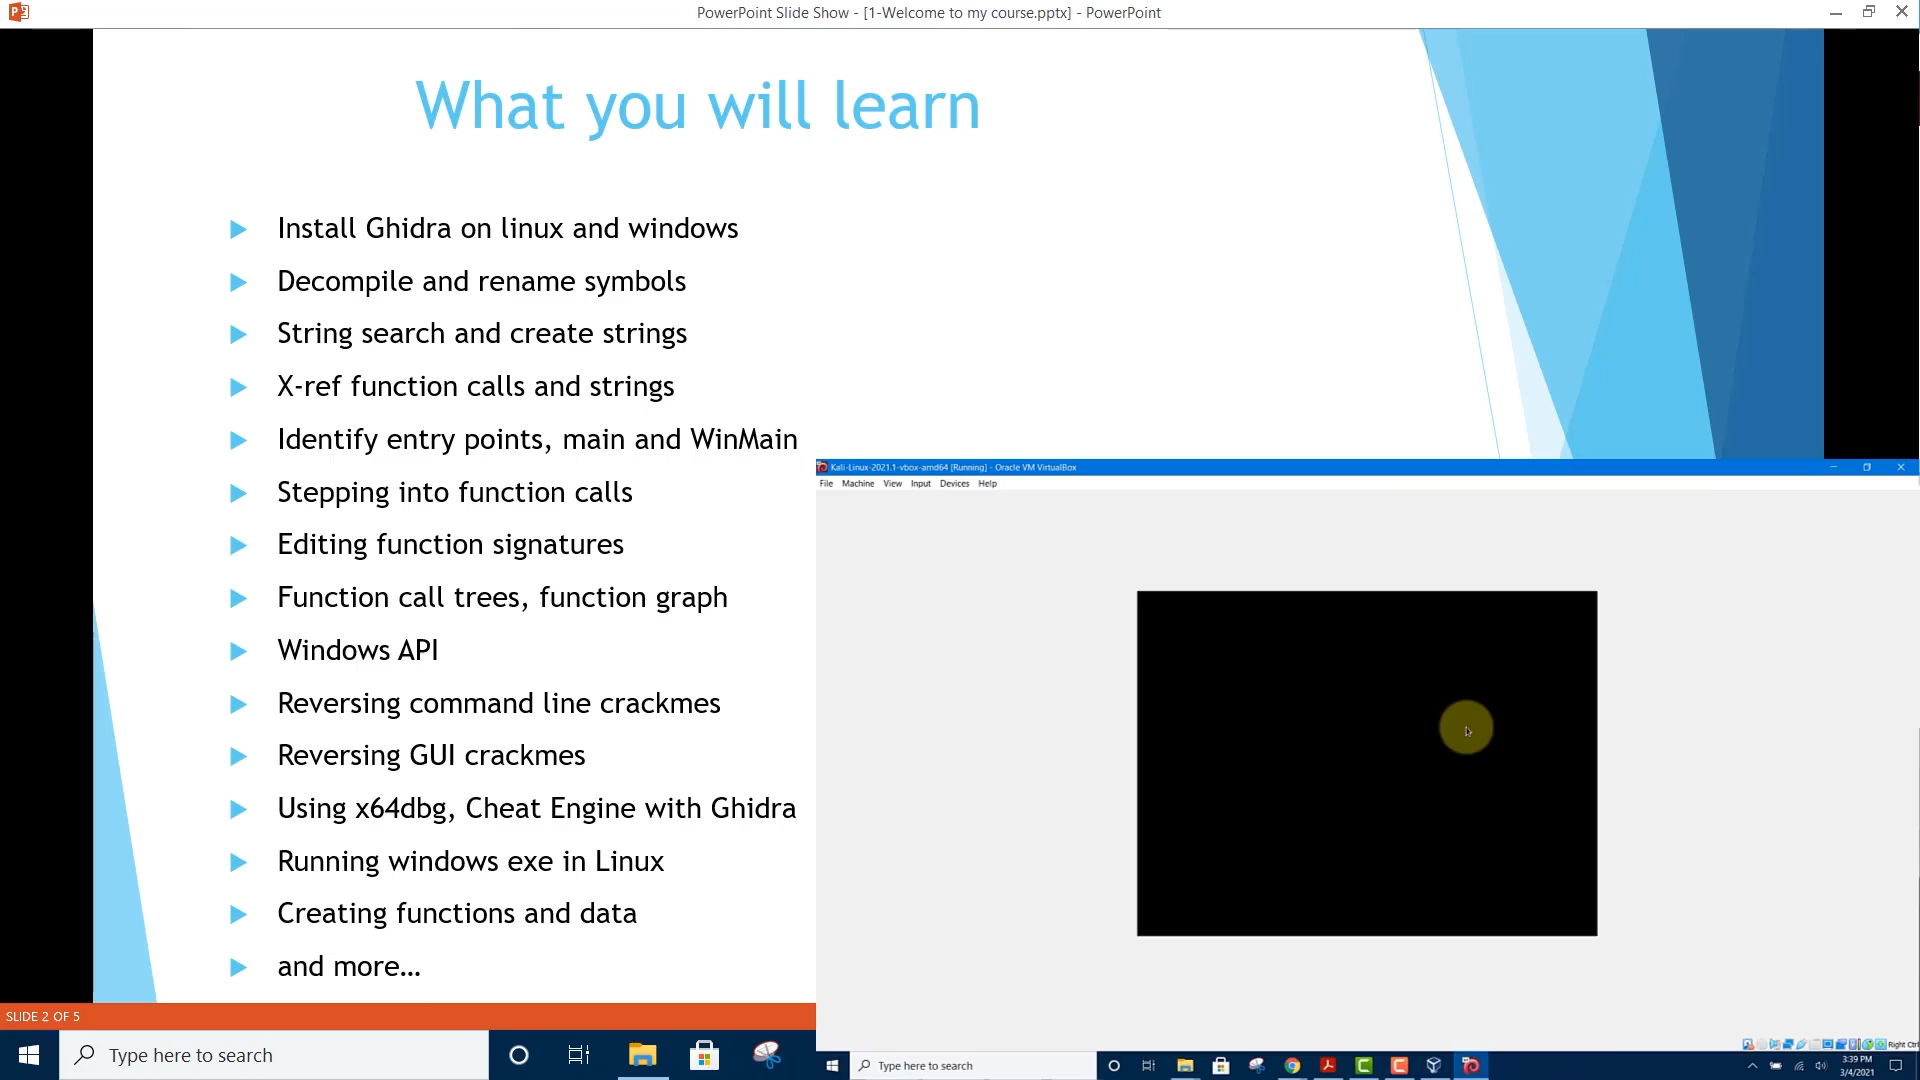 PowerPoint Slide Show - [1-Welcome to my course.pptx] - PowerPoint
What you will learn
Install Ghidra on linux and windows
Decompile and rename symbols
String search and create strings
X-ref function calls and strings
Identify entry points, main and WinMain
Stepping into function calls
Editing function signatures
Function call trees, function graph
Windows API
Reversing command line crackmes
Reversing GUI crackmes
Using x64dbg, Cheat Engine with Ghidra
Running windows exe in Linux
Creating functions and data
and more…
Kali-Linux-2021.1-vbox-amd64 [Running] - Oracle VM VirtualBox
File Machine View Input Devices Help
Right Ctrl
SLIDE 2 OF 5
Type here to search
Type here to search
3:39 PM
3/4/2021